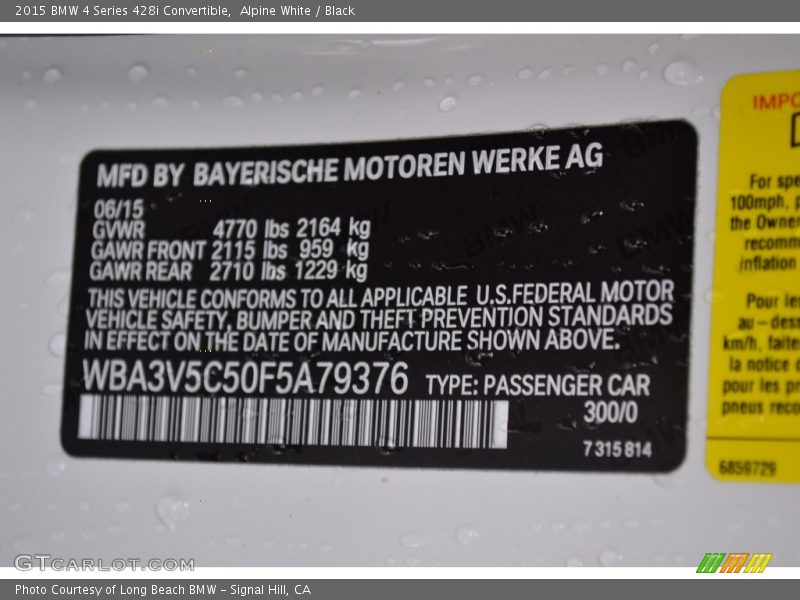 2015 BMW 4 Series 428i Convertible, Alpine White / Black
MFD BY BAYERISCHE MOTOREN WERKE AG
06/15
GVWR 4770 lbs 2164 kg
GAWR FRONT 2115 lbs 959 kg
GAWR REAR 2710 lbs 1229 kg
THIS VEHICLE CONFORMS TO ALL APPLICABLE U.S.FEDERAL MOTOR
VEHICLE SAFETY, BUMPER AND THEFT PREVENTION STANDARDS
IN EFFECT ON THE DATE OF MANUFACTURE SHOWN ABOVE.
WBA3V5C50F5A79376 TYPE: PASSENGER CAR
300/0
7 315 814
IMPO
For spe
100mph, p
the Owner
recomm
inflation
Pour les
au-dess
km/h, faite
la notice d
pour les pr
pneus reco
6859729
GTCARLOT.COM
Photo Courtesy of Long Beach BMW - Signal Hill, CA